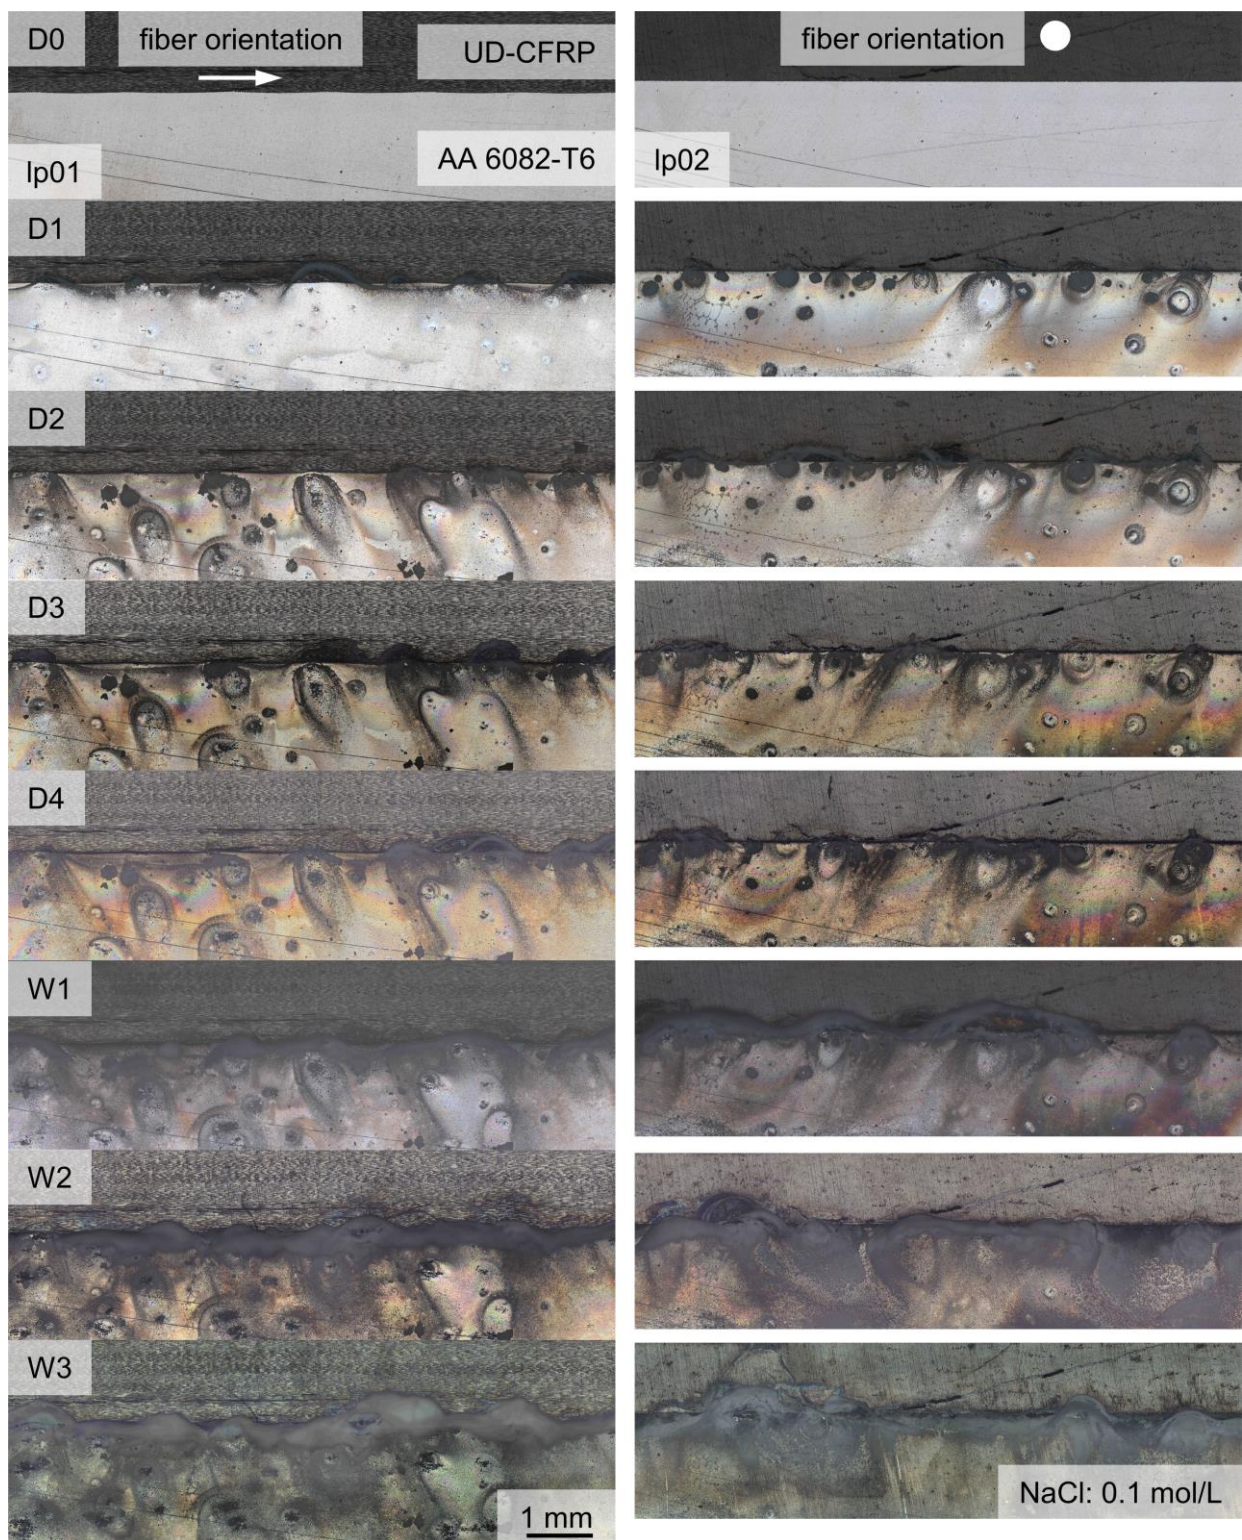 D0
fiber orientation
UD-CFRP
fiber orientation
lp01
AA 6082-T6
lp02
D1
D2
D3
D4
W1
W2
W3
1 mm
NaCl: 0.1 mol/L